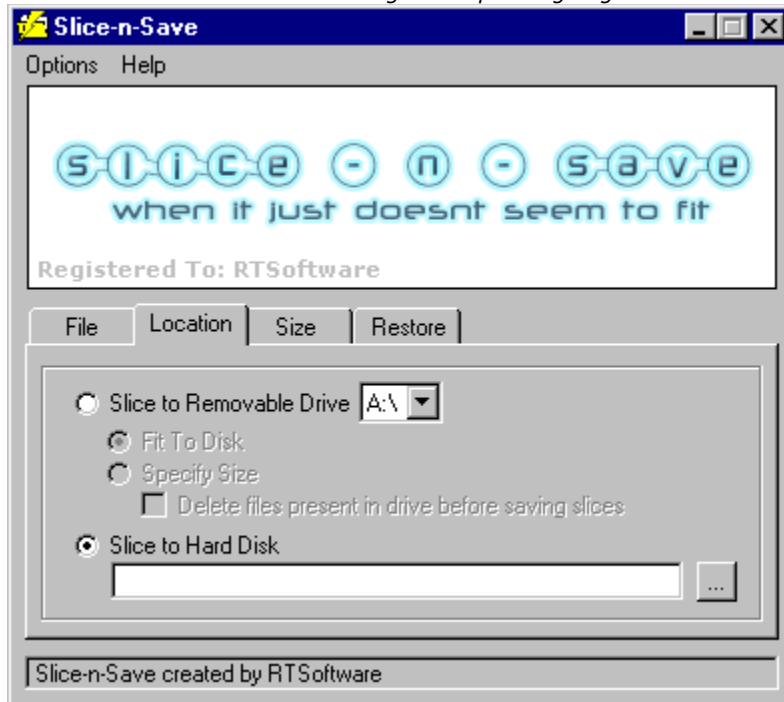 Slice-n-Save
Options Help
slice - n - save
when it just doesnt seem to fit
Registered To: RTSoftware
File Location Size Restore
Slice to Removable Drive A:\
Fit To Disk
Specify Size
Delete files present in drive before saving slices
Slice to Hard Disk
...
Slice-n-Save created by RTSoftware